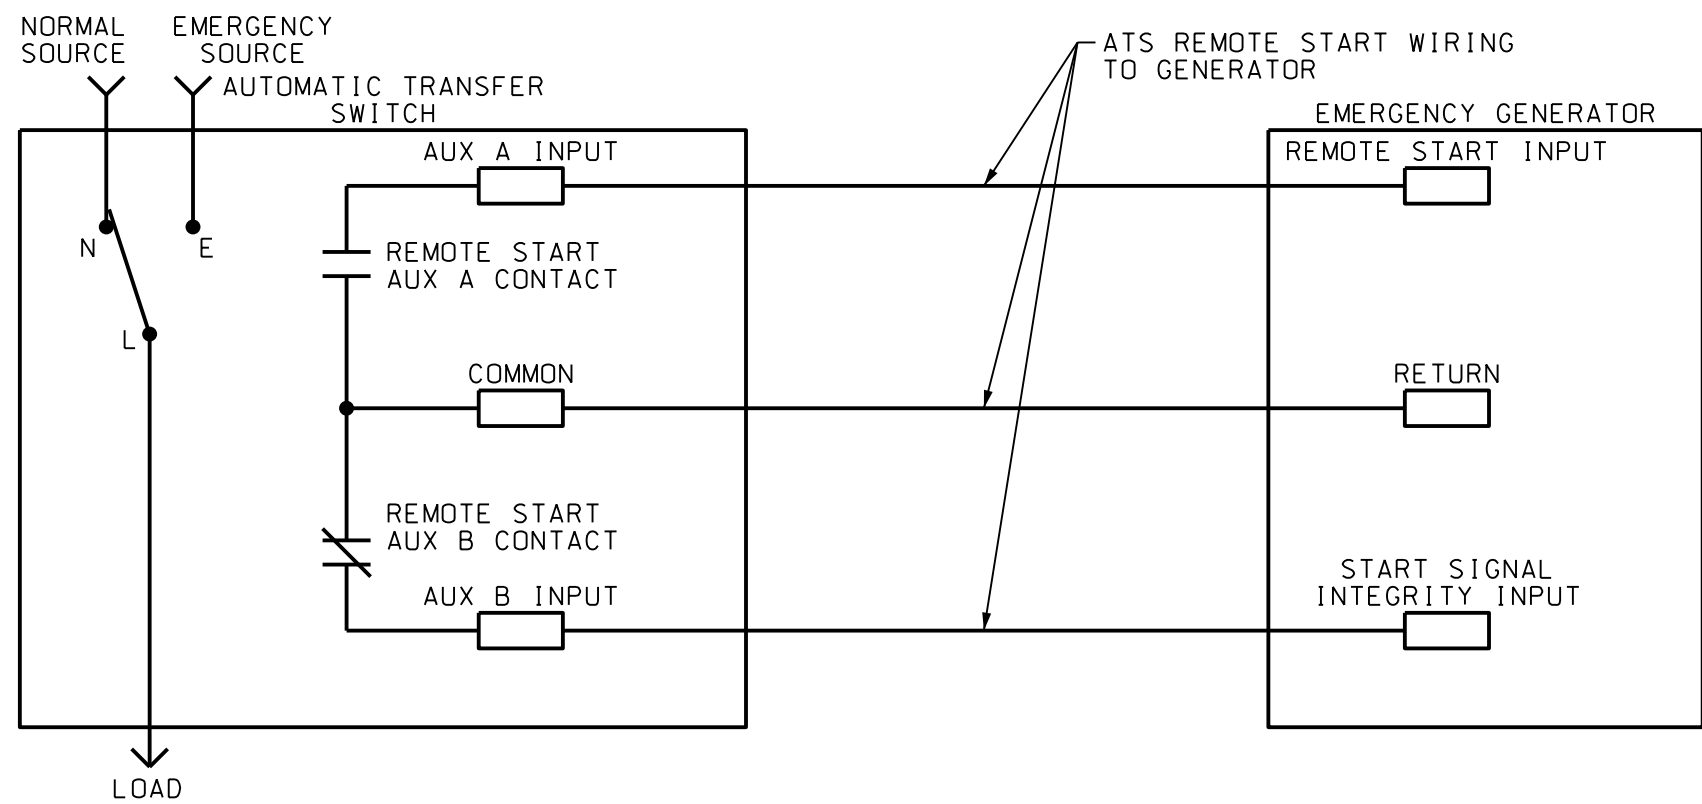 NORMAL
SOURCE
EMERGENCY
SOURCE
AUTOMATIC TRANSFER
SWITCH
ATS REMOTE START WIRING
TO GENERATOR
EMERGENCY GENERATOR
AUX A INPUT
REMOTE START INPUT
N
E
REMOTE START
AUX A CONTACT
L
COMMON
RETURN
REMOTE START
AUX B CONTACT
AUX B INPUT
START SIGNAL
INTEGRITY INPUT
LOAD